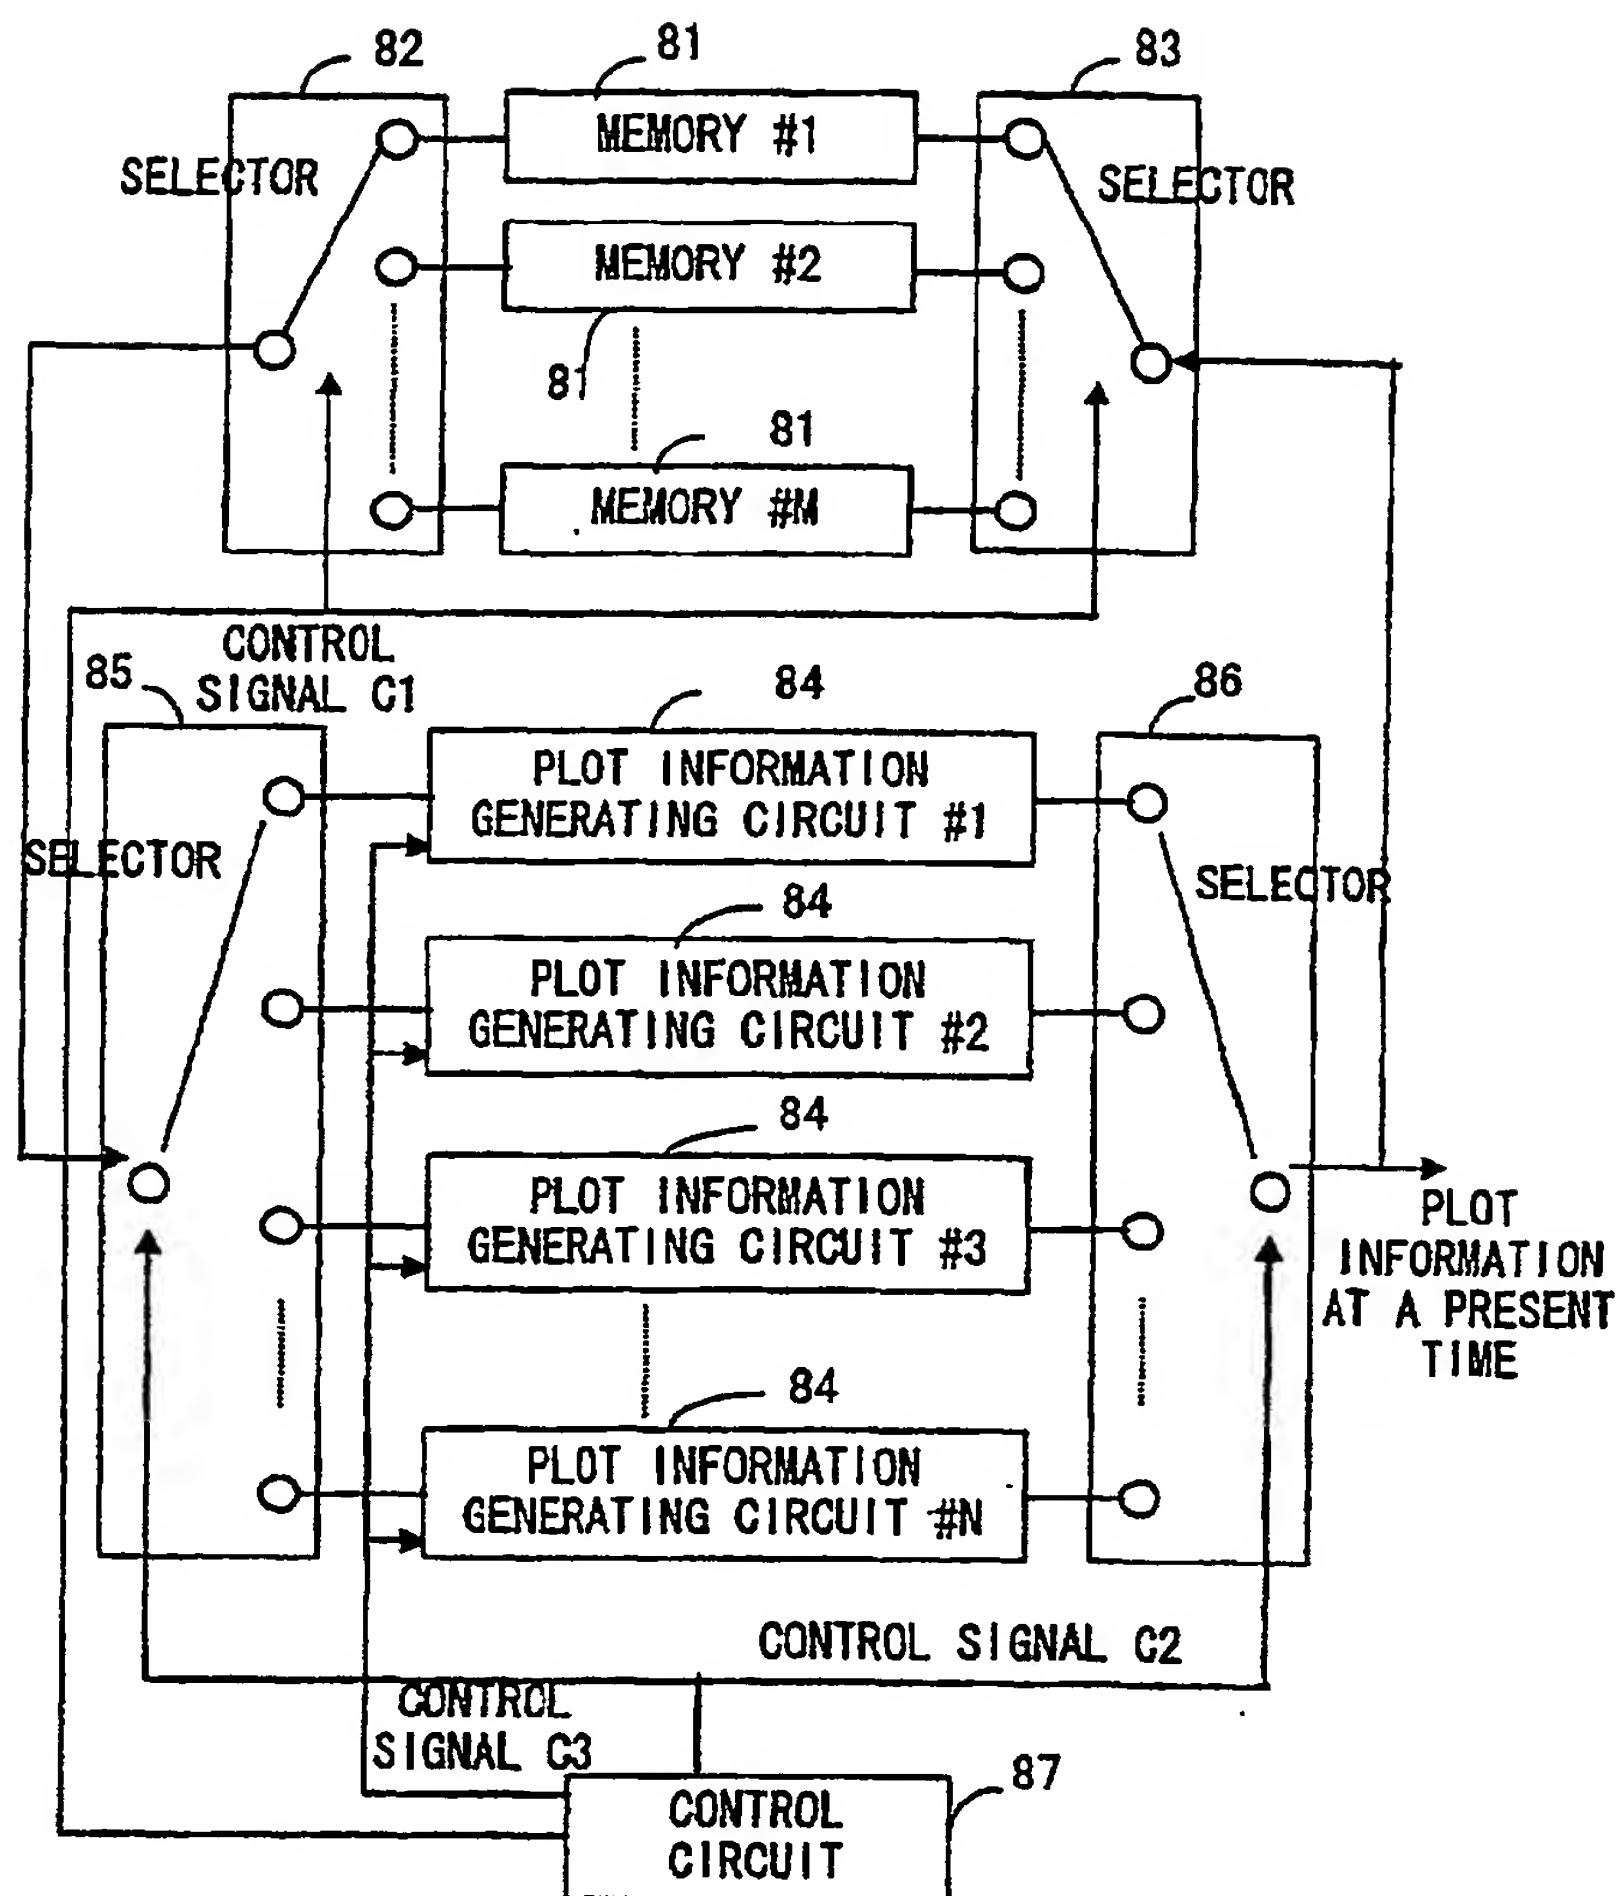 82
81
83
MEMORY #1
SELECTOR
SELECTOR
MEMORY #2
81
81
MEMORY #M
CONTROL
SIGNAL C1
85
84
86
PLOT INFORMATION
GENERATING CIRCUIT #1
SELECTOR
SELECTOR
84
PLOT INFORMATION
GENERATING CIRCUIT #2
84
PLOT INFORMATION
GENERATING CIRCUIT #3
PLOT
INFORMATION
AT A PRESENT
TIME
84
PLOT INFORMATION
GENERATING CIRCUIT #N
CONTROL SIGNAL C2
CONTROL
SIGNAL C3
87
CONTROL
CIRCUIT